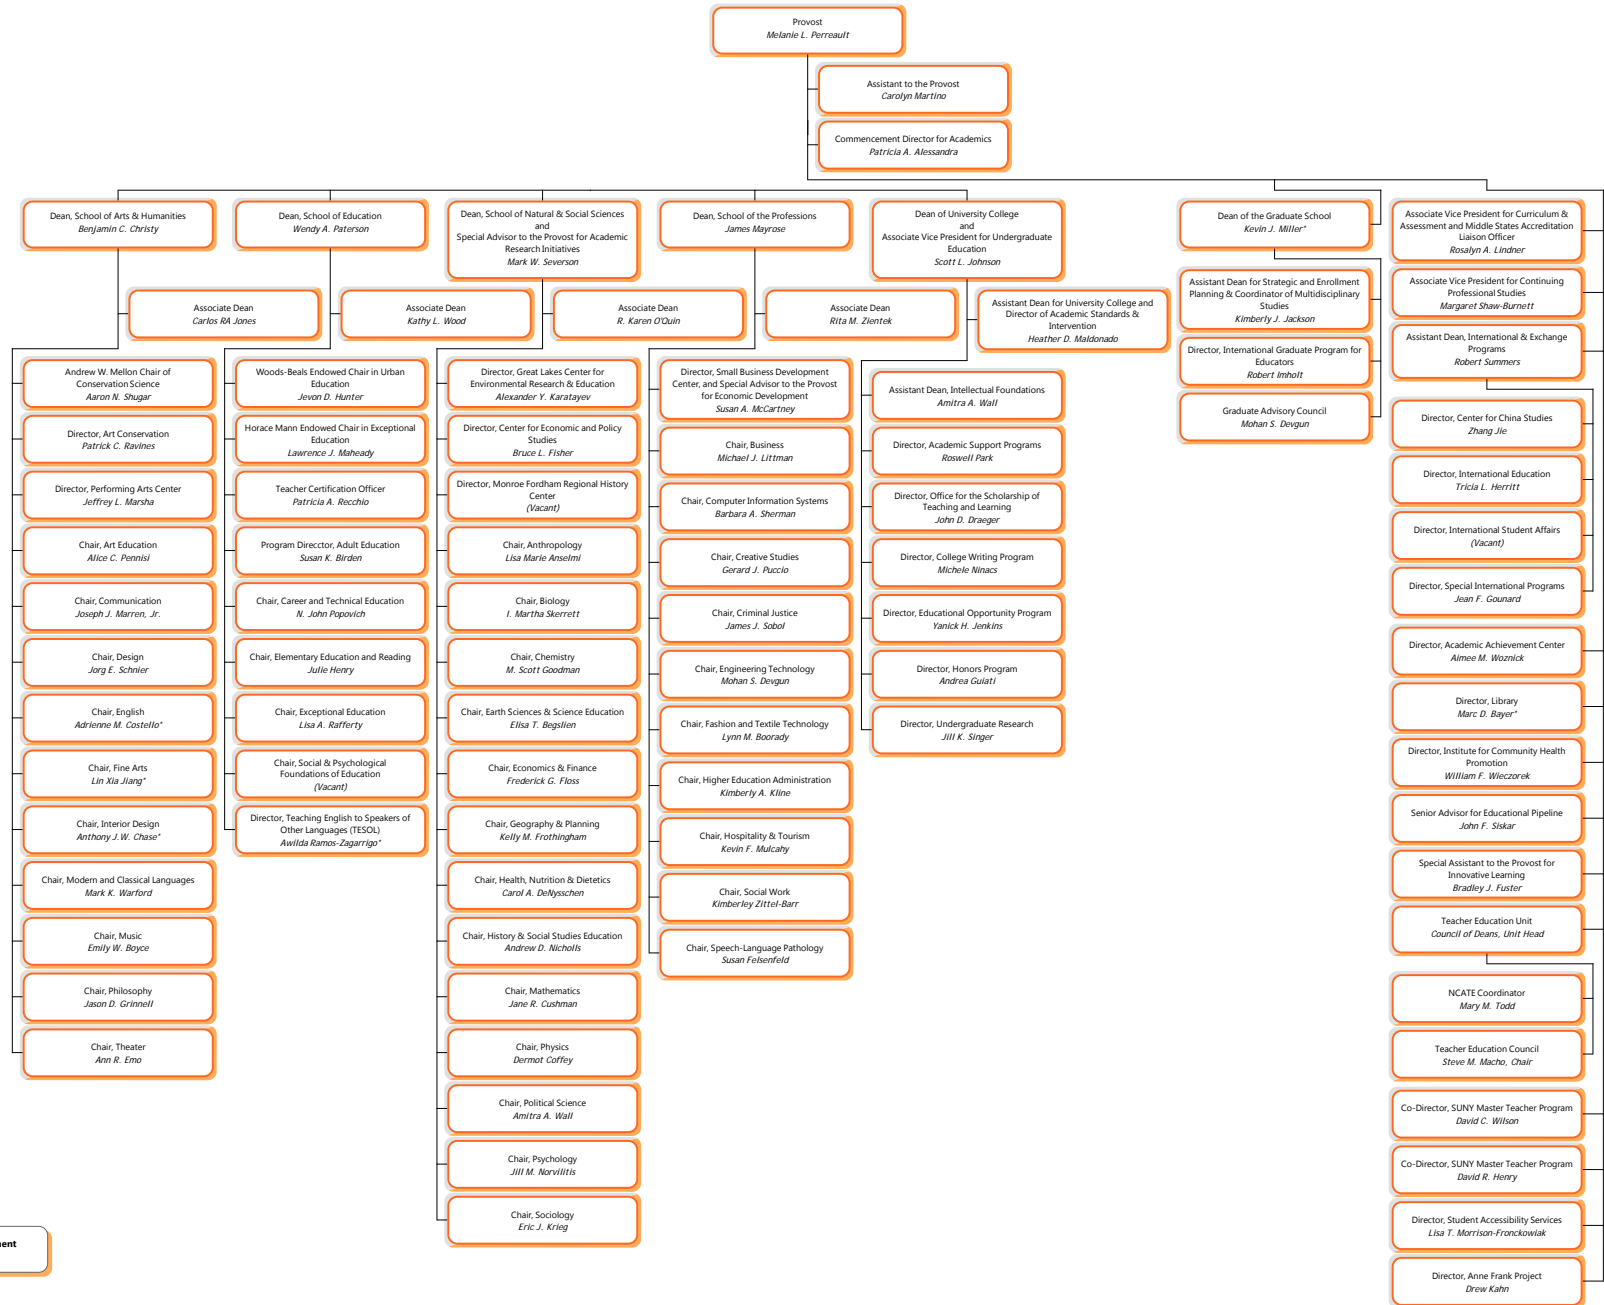 Provost
Melanie L. Perreault
Assistant to the Provost
Carolyn Martino
Commencement Director for Academics
Patricia A. Alessandra
Dean, School of Arts & Humanities
Benjamin C. Christy
Associate Dean
Carlos RA Jones
Andrew W. Mellon Chair of
Conservation Science
Aaron N. Shugar
Director, Art Conservation
Patrick C. Ravines
Director, Performing Arts Center
Jeffrey L. Marsha
Chair, Art Education
Alice C. Pennisi
Chair, Communication
Joseph J. Marren, Jr.
Chair, Design
Jorg E. Schnier
Chair, English
Adrienne M. Costello*
Chair, Fine Arts
Lin Xia Jiang*
Chair, Interior Design
Anthony J.W. Chase*
Chair, Modern and Classical Languages
Mark K. Warford
Chair, Music
Emily W. Boyce
Chair, Philosophy
Jason D. Grinnell
Chair, Theater
Ann R. Emo
Dean, School of Education
Wendy A. Paterson
Associate Dean
Kathy L. Wood
Woods-Beals Endowed Chair in Urban
Education
Jevon D. Hunter
Horace Mann Endowed Chair in Exceptional
Education
Lawrence J. Maheady
Teacher Certification Officer
Patricia A. Recchio
Program Direcctor, Adult Education
Susan K. Birden
Chair, Career and Technical Education
N. John Popovich
Chair, Elementary Education and Reading
Julie Henry
Chair, Exceptional Education
Lisa A. Rafferty
Chair, Social & Psychological
Foundations of Education
(Vacant)
Director, Teaching English to Speakers of
Other Languages (TESOL)
Awilda Ramos-Zagarrigo*
Dean, School of Natural & Social Sciences
and
Special Advisor to the Provost for Academic
Research Initiatives
Mark W. Severson
Associate Dean
R. Karen O'Quin
Director, Great Lakes Center for
Environmental Research & Education
Alexander Y. Karatayev
Director, Center for Economic and Policy
Studies
Bruce L. Fisher
Director, Monroe Fordham Regional History
Center
(Vacant)
Chair, Anthropology
Lisa Marie Anselmi
Chair, Biology
I. Martha Skerrett
Chair, Chemistry
M. Scott Goodman
Chair, Earth Sciences & Science Education
Elisa T. Begslien
Chair, Economics & Finance
Frederick G. Floss
Chair, Geography & Planning
Kelly M. Frothingham
Chair, Health, Nutrition & Dietetics
Carol A. DeNysschen
Chair, History & Social Studies Education
Andrew D. Nicholls
Chair, Mathematics
Jane R. Cushman
Chair, Physics
Dermot Coffey
Chair, Political Science
Amitra A. Wall
Chair, Psychology
Jill M. Norvilitis
Chair, Sociology
Eric J. Krieg
Dean, School of the Professions
James Mayrose
Associate Dean
Rita M. Zientek
Director, Small Business Development
Center, and Special Advisor to the Provost
for Economic Development
Susan A. McCartney
Chair, Business
Michael J. Littman
Chair, Computer Information Systems
Barbara A. Sherman
Chair, Creative Studies
Gerard J. Puccio
Chair, Criminal Justice
James J. Sobol
Chair, Engineering Technology
Mohan S. Devgun
Chair, Fashion and Textile Technology
Lynn M. Boorady
Chair, Higher Education Administration
Kimberly A. Kline
Chair, Hospitality & Tourism
Kevin F. Mulcahy
Chair, Social Work
Kimberley Zittel-Barr
Chair, Speech-Language Pathology
Susan Felsenfeld
Dean of University College
and
Associate Vice President for Undergraduate
Education
Scott L. Johnson
Assistant Dean for University College and
Director of Academic Standards &
Intervention
Heather D. Maldonado
Assistant Dean, Intellectual Foundations
Amitra A. Wall
Director, Academic Support Programs
Roswell Park
Director, Office for the Scholarship of
Teaching and Learning
John D. Draeger
Director, College Writing Program
Michele Ninacs
Director, Educational Opportunity Program
Yanick H. Jenkins
Director, Honors Program
Andrea Guiati
Director, Undergraduate Research
Jill K. Singer
Dean of the Graduate School
Kevin J. Miller*
Assistant Dean for Strategic and Enrollment
Planning & Coordinator of Multidisciplinary
Studies
Kimberly J. Jackson
Director, International Graduate Program for
Educators
Robert Imholt
Graduate Advisory Council
Mohan S. Devgun
Associate Vice President for Curriculum &
Assessment and Middle States Accreditation
Liaison Officer
Rosalyn A. Lindner
Associate Vice President for Continuing
Professional Studies
Margaret Shaw-Burnett
Assistant Dean, International & Exchange
Programs
Robert Summers
Director, Center for China Studies
Zhang Jie
Director, International Education
Tricia L. Herritt
Director, International Student Affairs
(Vacant)
Director, Special International Programs
Jean F. Gounard
Director, Academic Achievement Center
Aimee M. Woznick
Director, Library
Marc D. Bayer*
Director, Institute for Community Health
Promotion
William F. Wieczorek
Senior Advisor for Educational Pipeline
John F. Siskar
Special Assistant to the Provost for
Innovative Learning
Bradley J. Fuster
Teacher Education Unit
Council of Deans, Unit Head
NCATE Coordinator
Mary M. Todd
Teacher Education Council
Steve M. Macho, Chair
Co-Director, SUNY Master Teacher Program
David C. Wilson
Co-Director, SUNY Master Teacher Program
David R. Henry
Director, Student Accessibility Services
Lisa T. Morrison-Fronckowiak
Director, Anne Frank Project
Drew Kahn